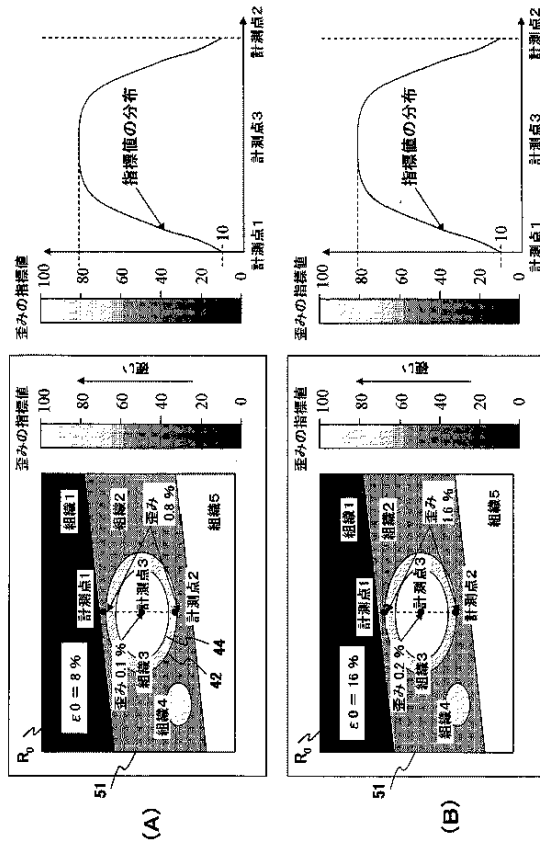 (A)
51
R₀
ε0＝8％
計測点1
組織1
組織2
歪み0.1％
組織3
計測点3
歪み
0.8％
組織4
42
44
計測点2
組織5
歪みの指標値
100
80
60
40
20
0
硬い
歪みの指標値
100
80
60
40
20
0
10
指標値の分布
計測点1
計測点3
計測点2
(B)
51
R₀
ε0＝16％
計測点1
組織1
組織2
歪み0.2％
組織3
計測点3
歪み
1.6％
組織4
計測点2
組織5
歪みの指標値
100
80
60
40
20
0
硬い
歪みの指標値
100
80
60
40
20
0
10
指標値の分布
計測点1
計測点3
計測点2